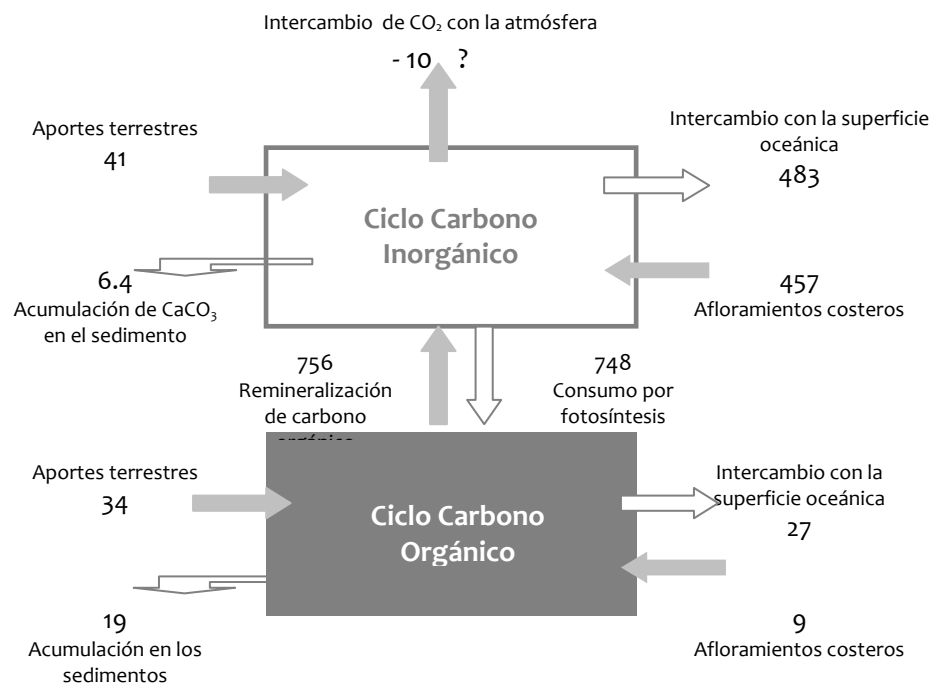 Intercambio de CO₂ con la atmósfera
- 10 ?
Aportes terrestres
41
Intercambio con la superficie
oceánica
483
Ciclo Carbono
Inorgánico
6.4
Acumulación de CaCO₃
en el sedimento
457
Afloramientos costeros
756
Remineralización
de carbono
orgánico
748
Consumo por
fotosíntesis
Aportes terrestres
34
Intercambio con la
superficie oceánica
27
Ciclo Carbono
Orgánico
19
Acumulación en los
sedimentos
9
Afloramientos costeros